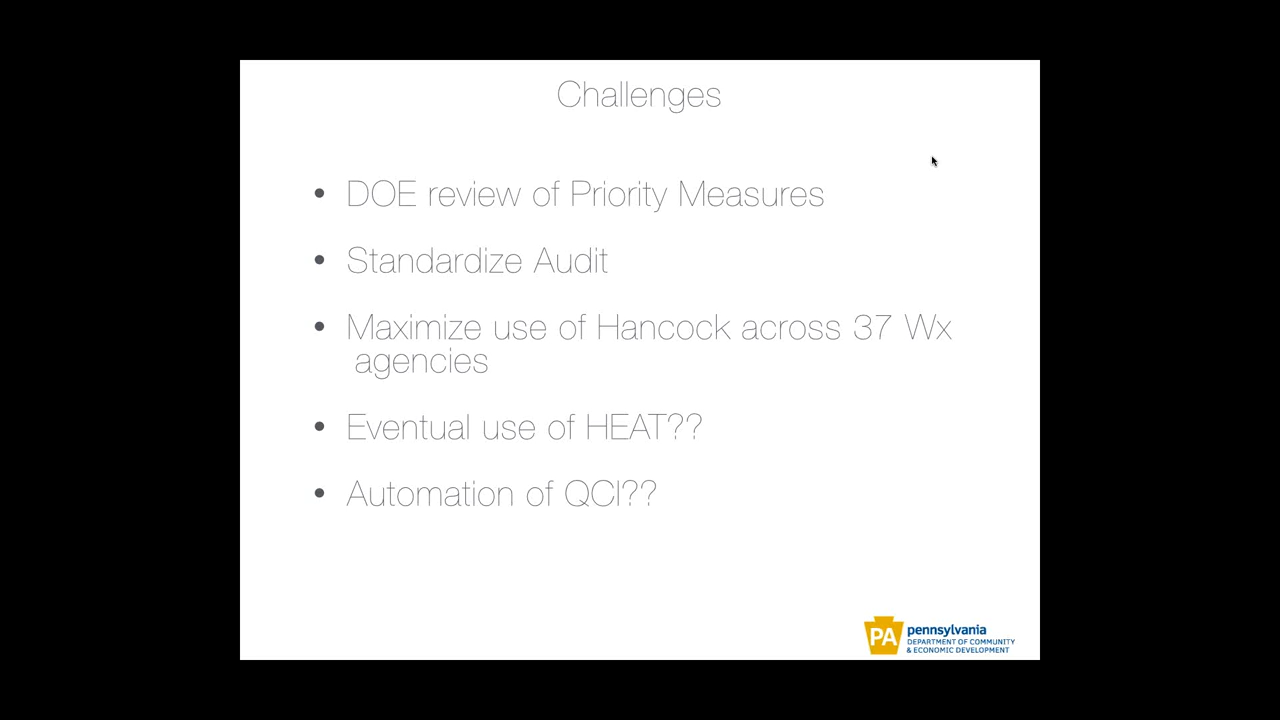 Challenges
• DOE review of Priority Measures
• Standardize Audit
• Maximize use of Hancock across 37 Wx
agencies
• Eventual use of HEAT??
• Automation of QCI??
PA
pennsylvania
DEPARTMENT OF COMMUNITY
& ECONOMIC DEVELOPMENT